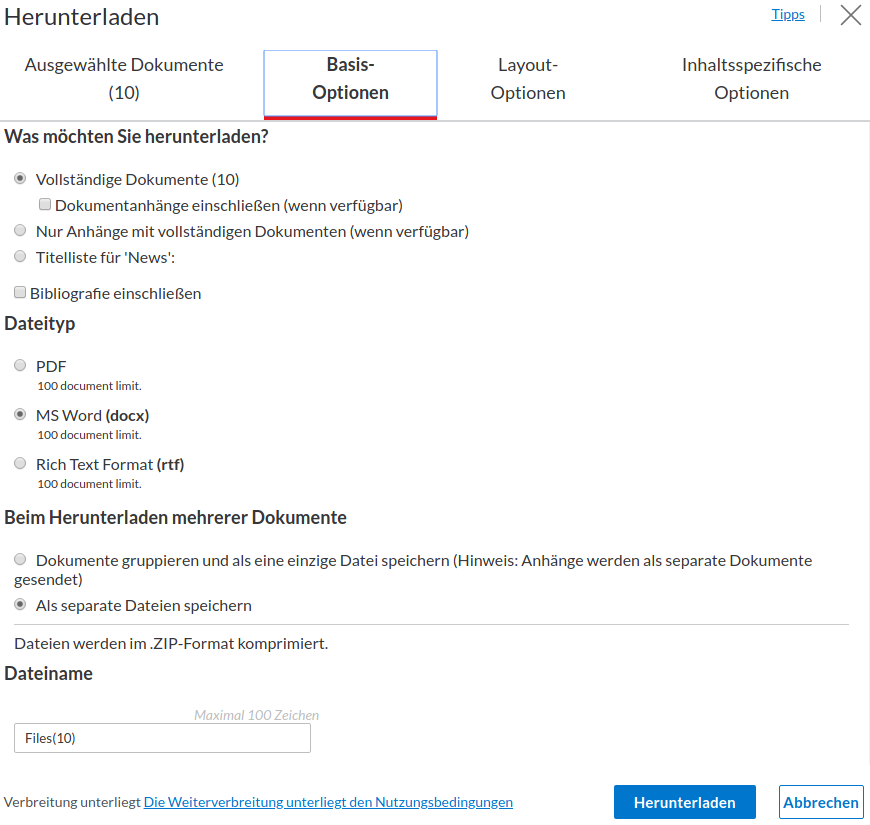 Herunterladen
Tipps
Ausgewählte Dokumente
(10)
Basis-
Optionen
Layout-
Optionen
Inhaltsspezifische
Optionen
Was möchten Sie herunterladen?
Vollständige Dokumente (10)
Dokumentanhänge einschließen (wenn verfügbar)
Nur Anhänge mit vollständigen Dokumenten (wenn verfügbar)
Titelliste für 'News':
Bibliografie einschließen
Dateityp
PDF
100 document limit.
MS Word (docx)
100 document limit.
Rich Text Format (rtf)
100 document limit.
Beim Herunterladen mehrerer Dokumente
Dokumente gruppieren und als eine einzige Datei speichern (Hinweis: Anhänge werden als separate Dokumente
gesendet)
Als separate Dateien speichern
Dateien werden im .ZIP-Format komprimiert.
Dateiname
Maximal 100 Zeichen
Files(10)
Verbreitung unterliegt Die Weiterverbreitung unterliegt den Nutzungsbedingungen
Herunterladen
Abbrechen